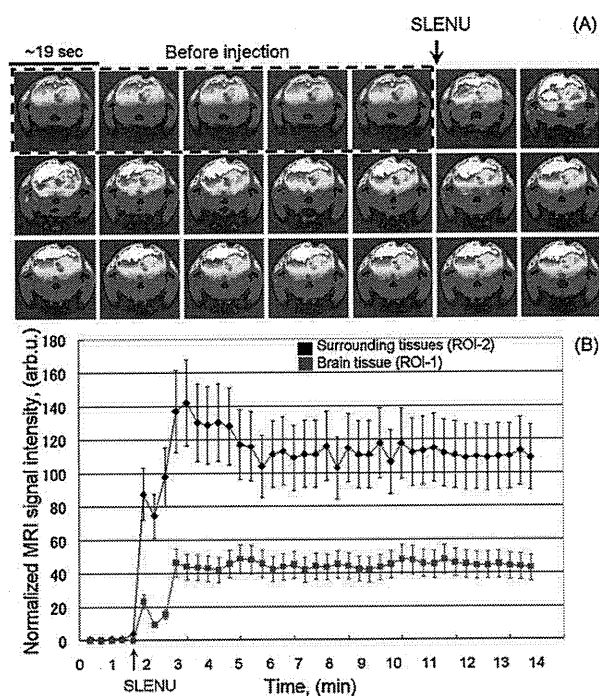 SLENU
(A)
~19 sec
Before injection
(B)
Surrounding tissues (ROI-2)
Brain tissue (ROI-1)
Normalized MRI signal intensity, (arb.u.)
180
160
140
120
100
80
60
40
20
0
0 1 2 3 4 5 6 7 8 9 10 11 12 13 14
SLENU
Time, (min)